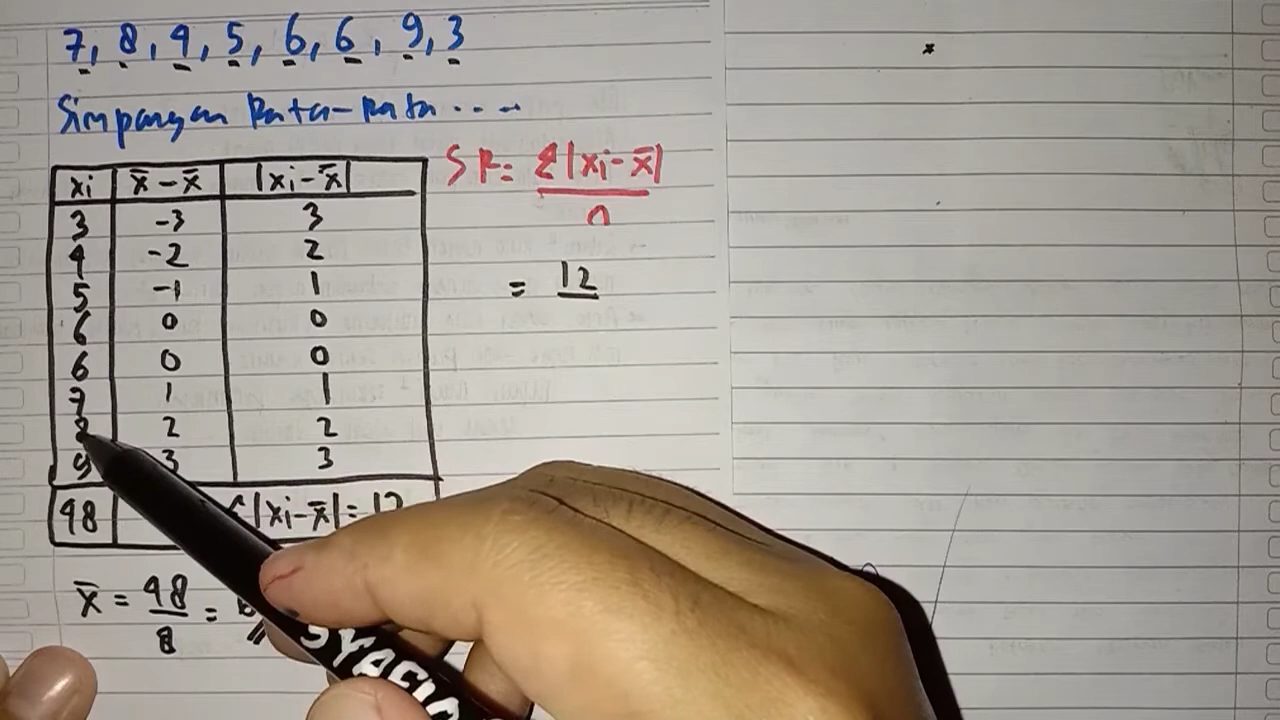 7, 8, 4, 5, 6, 6, 9, 3
Simpangan Rata-Rata....
xi x̄-x̄ |xi-x̄|
3 -3 3
4 -2 2
5 -1 1
6 0 0
6 0 0
7 1 1
8 2 2
9 3 3
48 |xi-x̄|= 12
x̄ = 48/8 =
SR= Σ|xi-x̄|/n
= 12